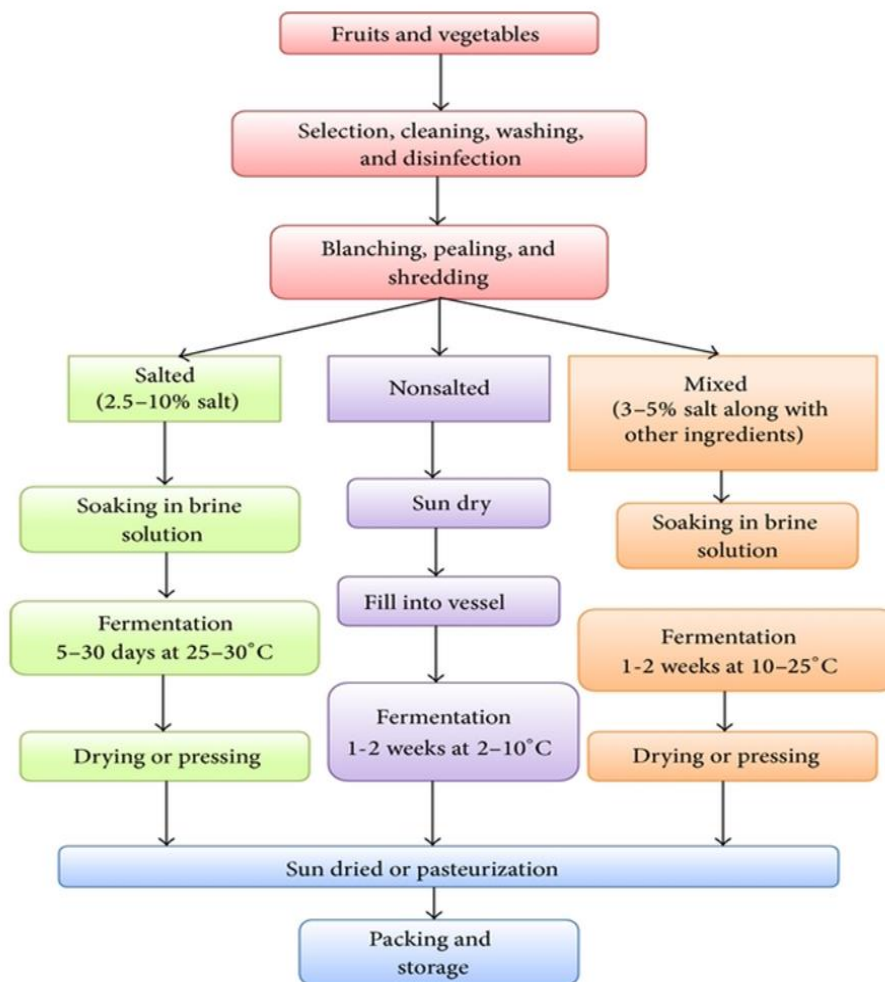 Fruits and vegetables
Selection, cleaning, washing,
and disinfection
Blanching, pealing, and
shredding
Salted
(2.5–10% salt)
Nonsalted
Mixed
(3–5% salt along with
other ingredients)
Soaking in brine
solution
Sun dry
Soaking in brine
solution
Fill into vessel
Fermentation
5–30 days at 25–30°C
Fermentation
1-2 weeks at 10–25°C
Fermentation
1-2 weeks at 2–10°C
Drying or pressing
Drying or pressing
Sun dried or pasteurization
Packing and
storage